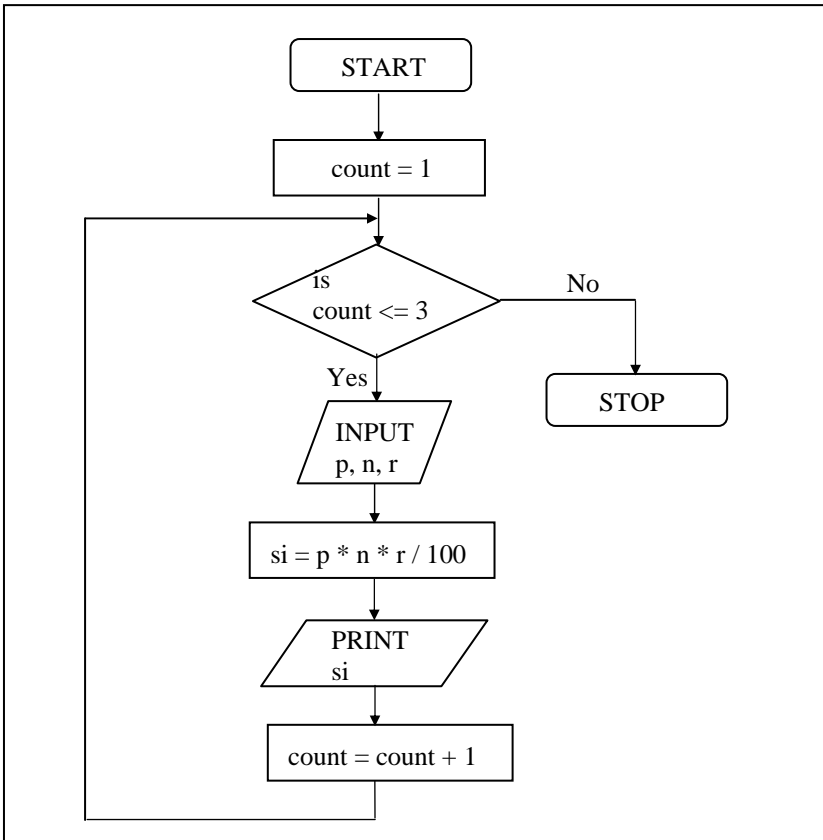 START
count = 1
is
count <= 3
No
Yes
STOP
INPUT
p, n, r
si = p * n * r / 100
PRINT
si
count = count + 1